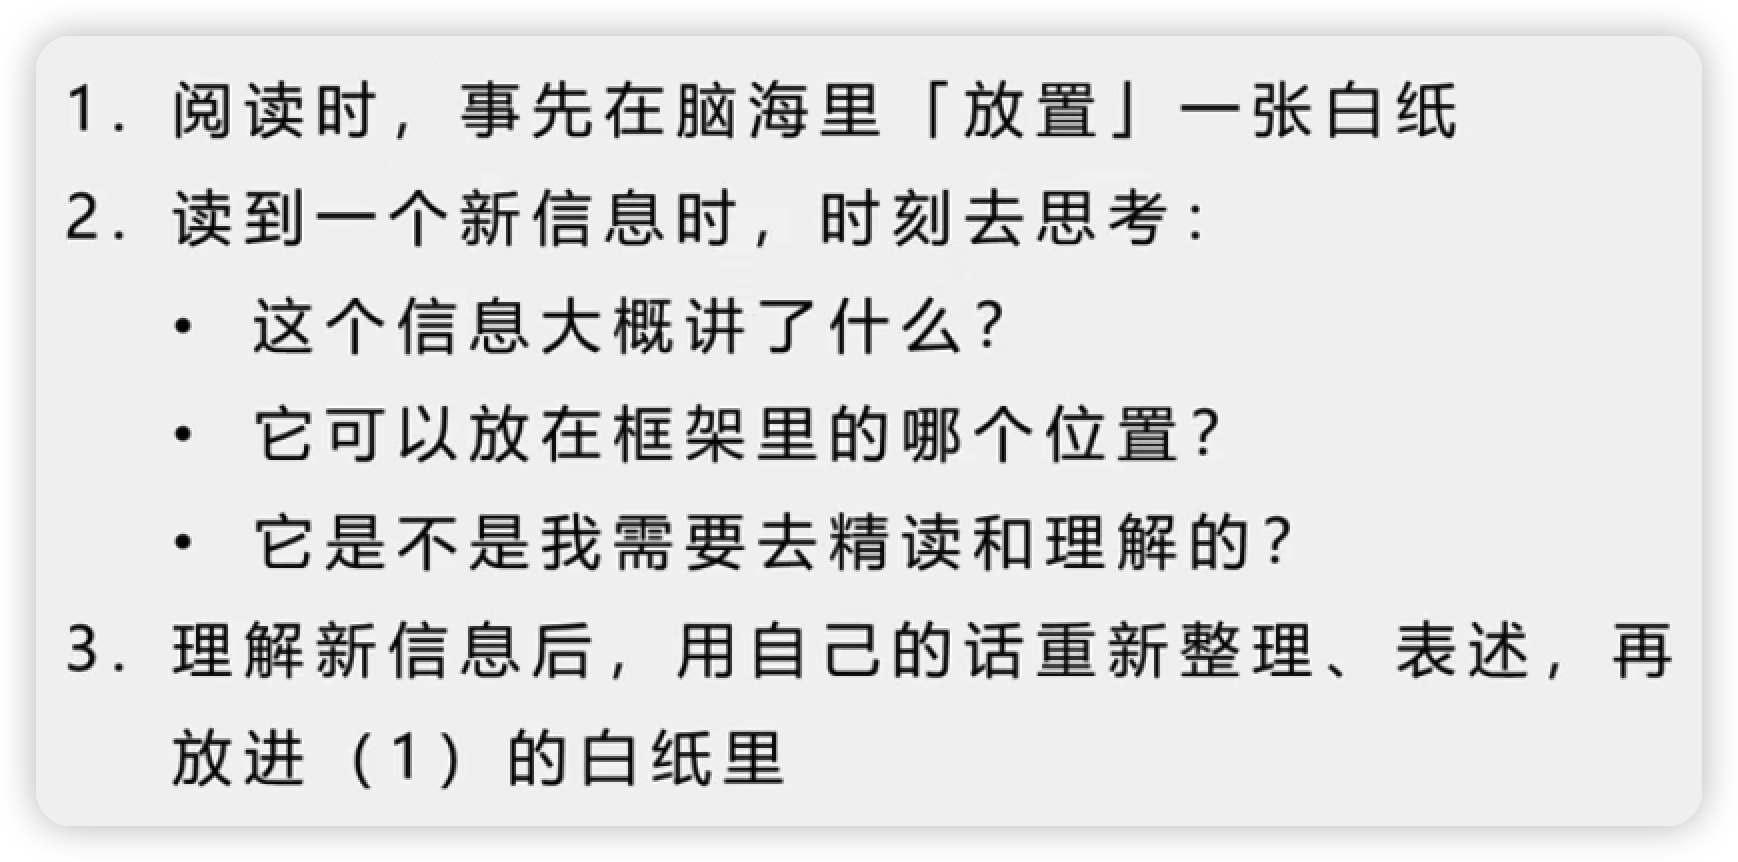 1. 阅读时，事先在脑海里「放置」一张白纸
2. 读到一个新信息时，时刻去思考：
• 这个信息大概讲了什么？
• 它可以放在框架里的哪个位置？
• 它是不是我需要去精读和理解的？
3. 理解新信息后，用自己的话重新整理、表述，再
放进（1）的白纸里